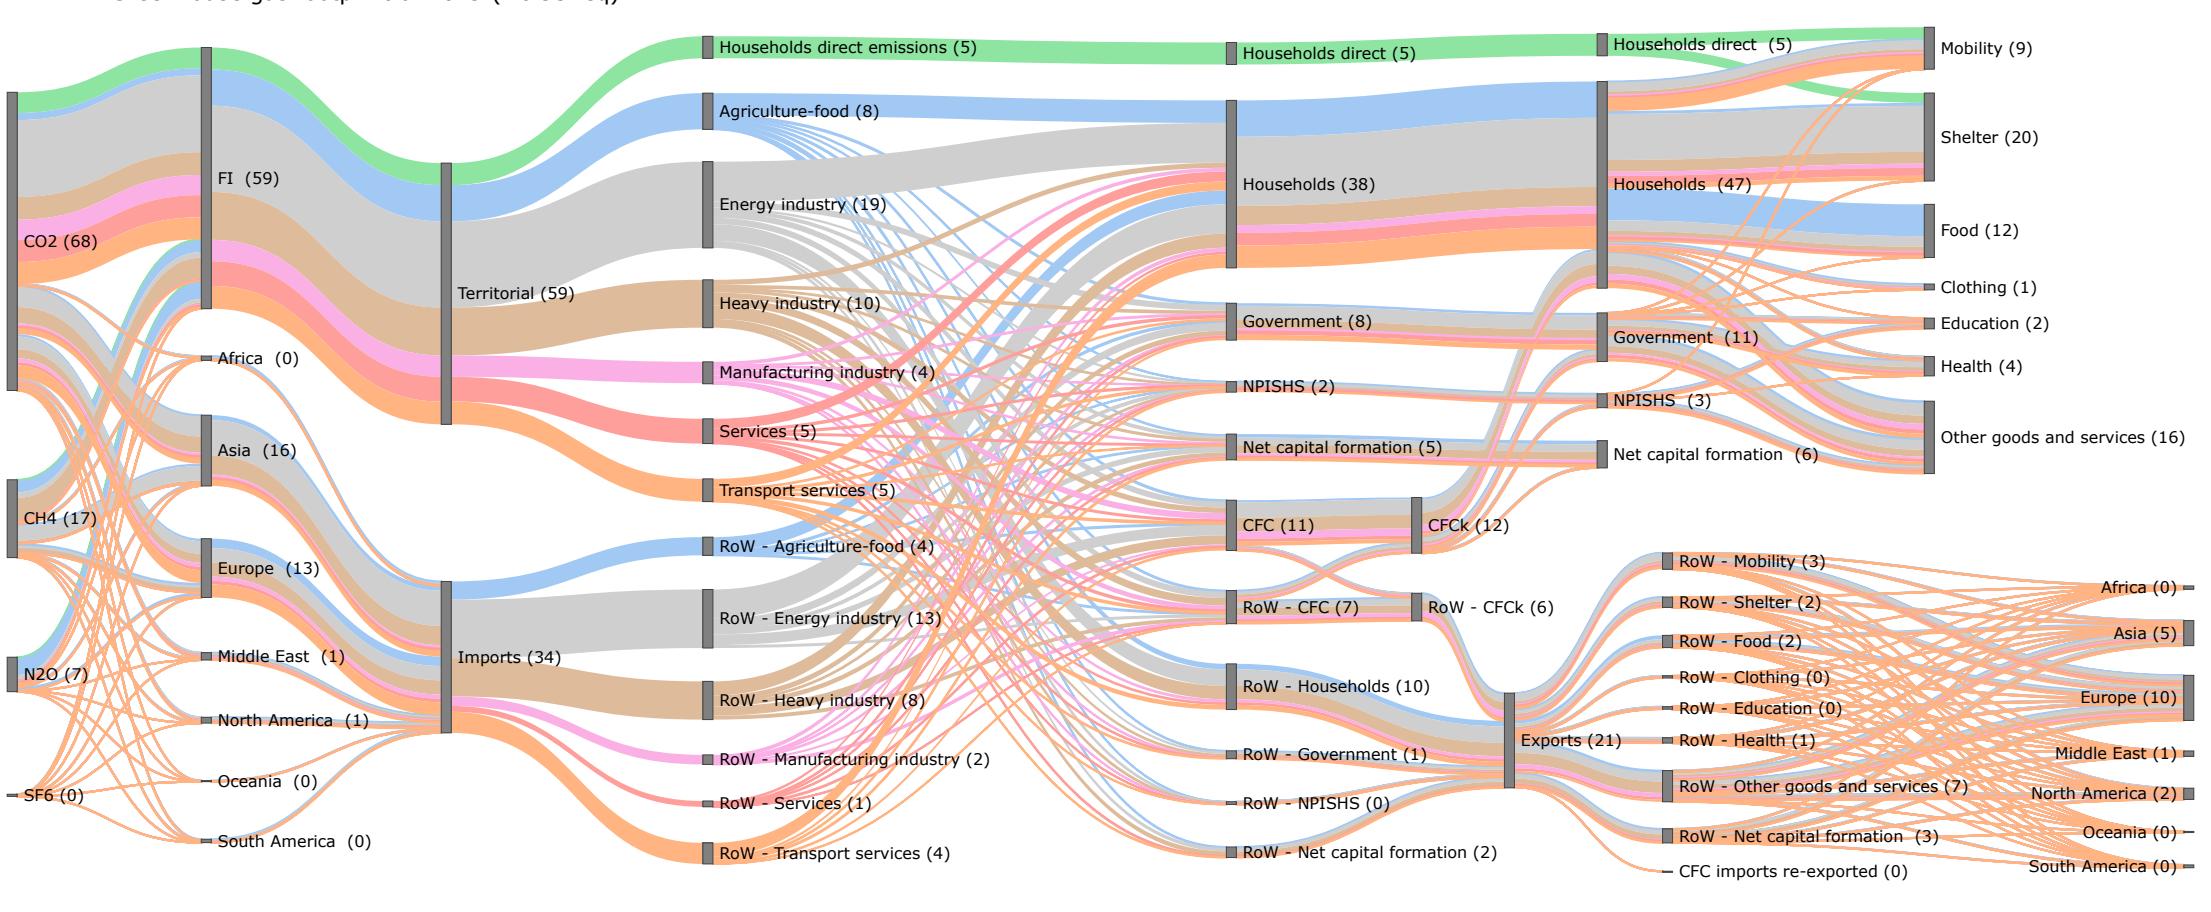 CO2 (68)
CH4 (17)
N2O (7)
SF6 (0)
FI (59)
Africa (0)
Asia (16)
Europe (13)
Middle East (1)
North America (1)
Oceania (0)
South America (0)
Territorial (59)
Imports (34)
Households direct emissions (5)
Agriculture-food (8)
Energy industry (19)
Heavy industry (10)
Manufacturing industry (4)
Services (5)
Transport services (5)
RoW - Agriculture-food (4)
RoW - Energy industry (13)
RoW - Heavy industry (8)
RoW - Manufacturing industry (2)
RoW - Services (1)
RoW - Transport services (4)
Households direct (5)
Households (38)
Government (8)
NPISHS (2)
Net capital formation (5)
CFC (11)
RoW - CFC (7)
RoW - Households (10)
RoW - Government (1)
RoW - NPISHS (0)
RoW - Net capital formation (2)
CFCk (12)
RoW - CFCk (6)
Exports (21)
Households direct (5)
Households (47)
Government (11)
NPISHS (3)
Net capital formation (6)
RoW - Mobility (3)
RoW - Shelter (2)
RoW - Food (2)
RoW - Clothing (0)
RoW - Education (0)
RoW - Health (1)
RoW - Other goods and services (7)
RoW - Net capital formation (3)
CFC imports re-exported (0)
Mobility (9)
Shelter (20)
Food (12)
Clothing (1)
Education (2)
Health (4)
Other goods and services (16)
Africa (0)
Asia (5)
Europe (10)
Middle East (1)
North America (2)
Oceania (0)
South America (0)